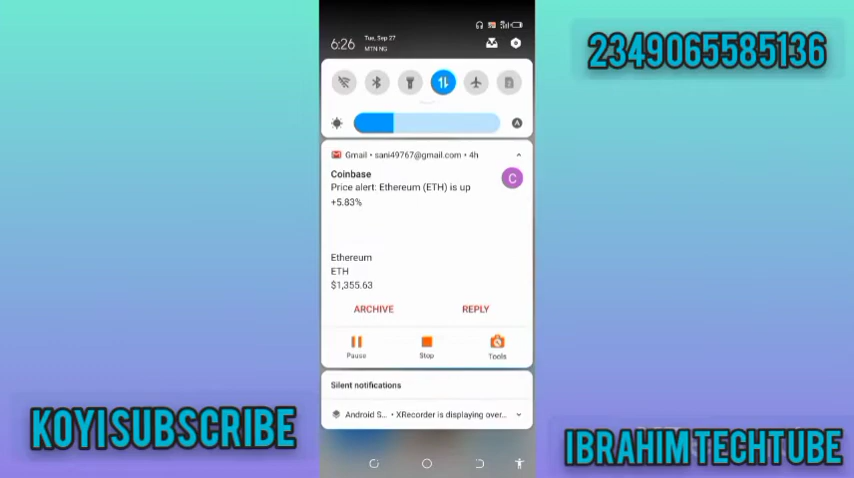 2349065585136
6:26
Tue, Sep 27
MTN NG
A
Gmail • sani49767@gmail.com • 4h
Coinbase
C
Price alert: Ethereum (ETH) is up
+5.83%
Ethereum
ETH
$1,355.63
ARCHIVE REPLY
Pause Stop Tools
Silent notifications
Android S... • XRecorder is displaying over...
KOYI SUBSCRIBE
IBRAHIM TECHTUBE